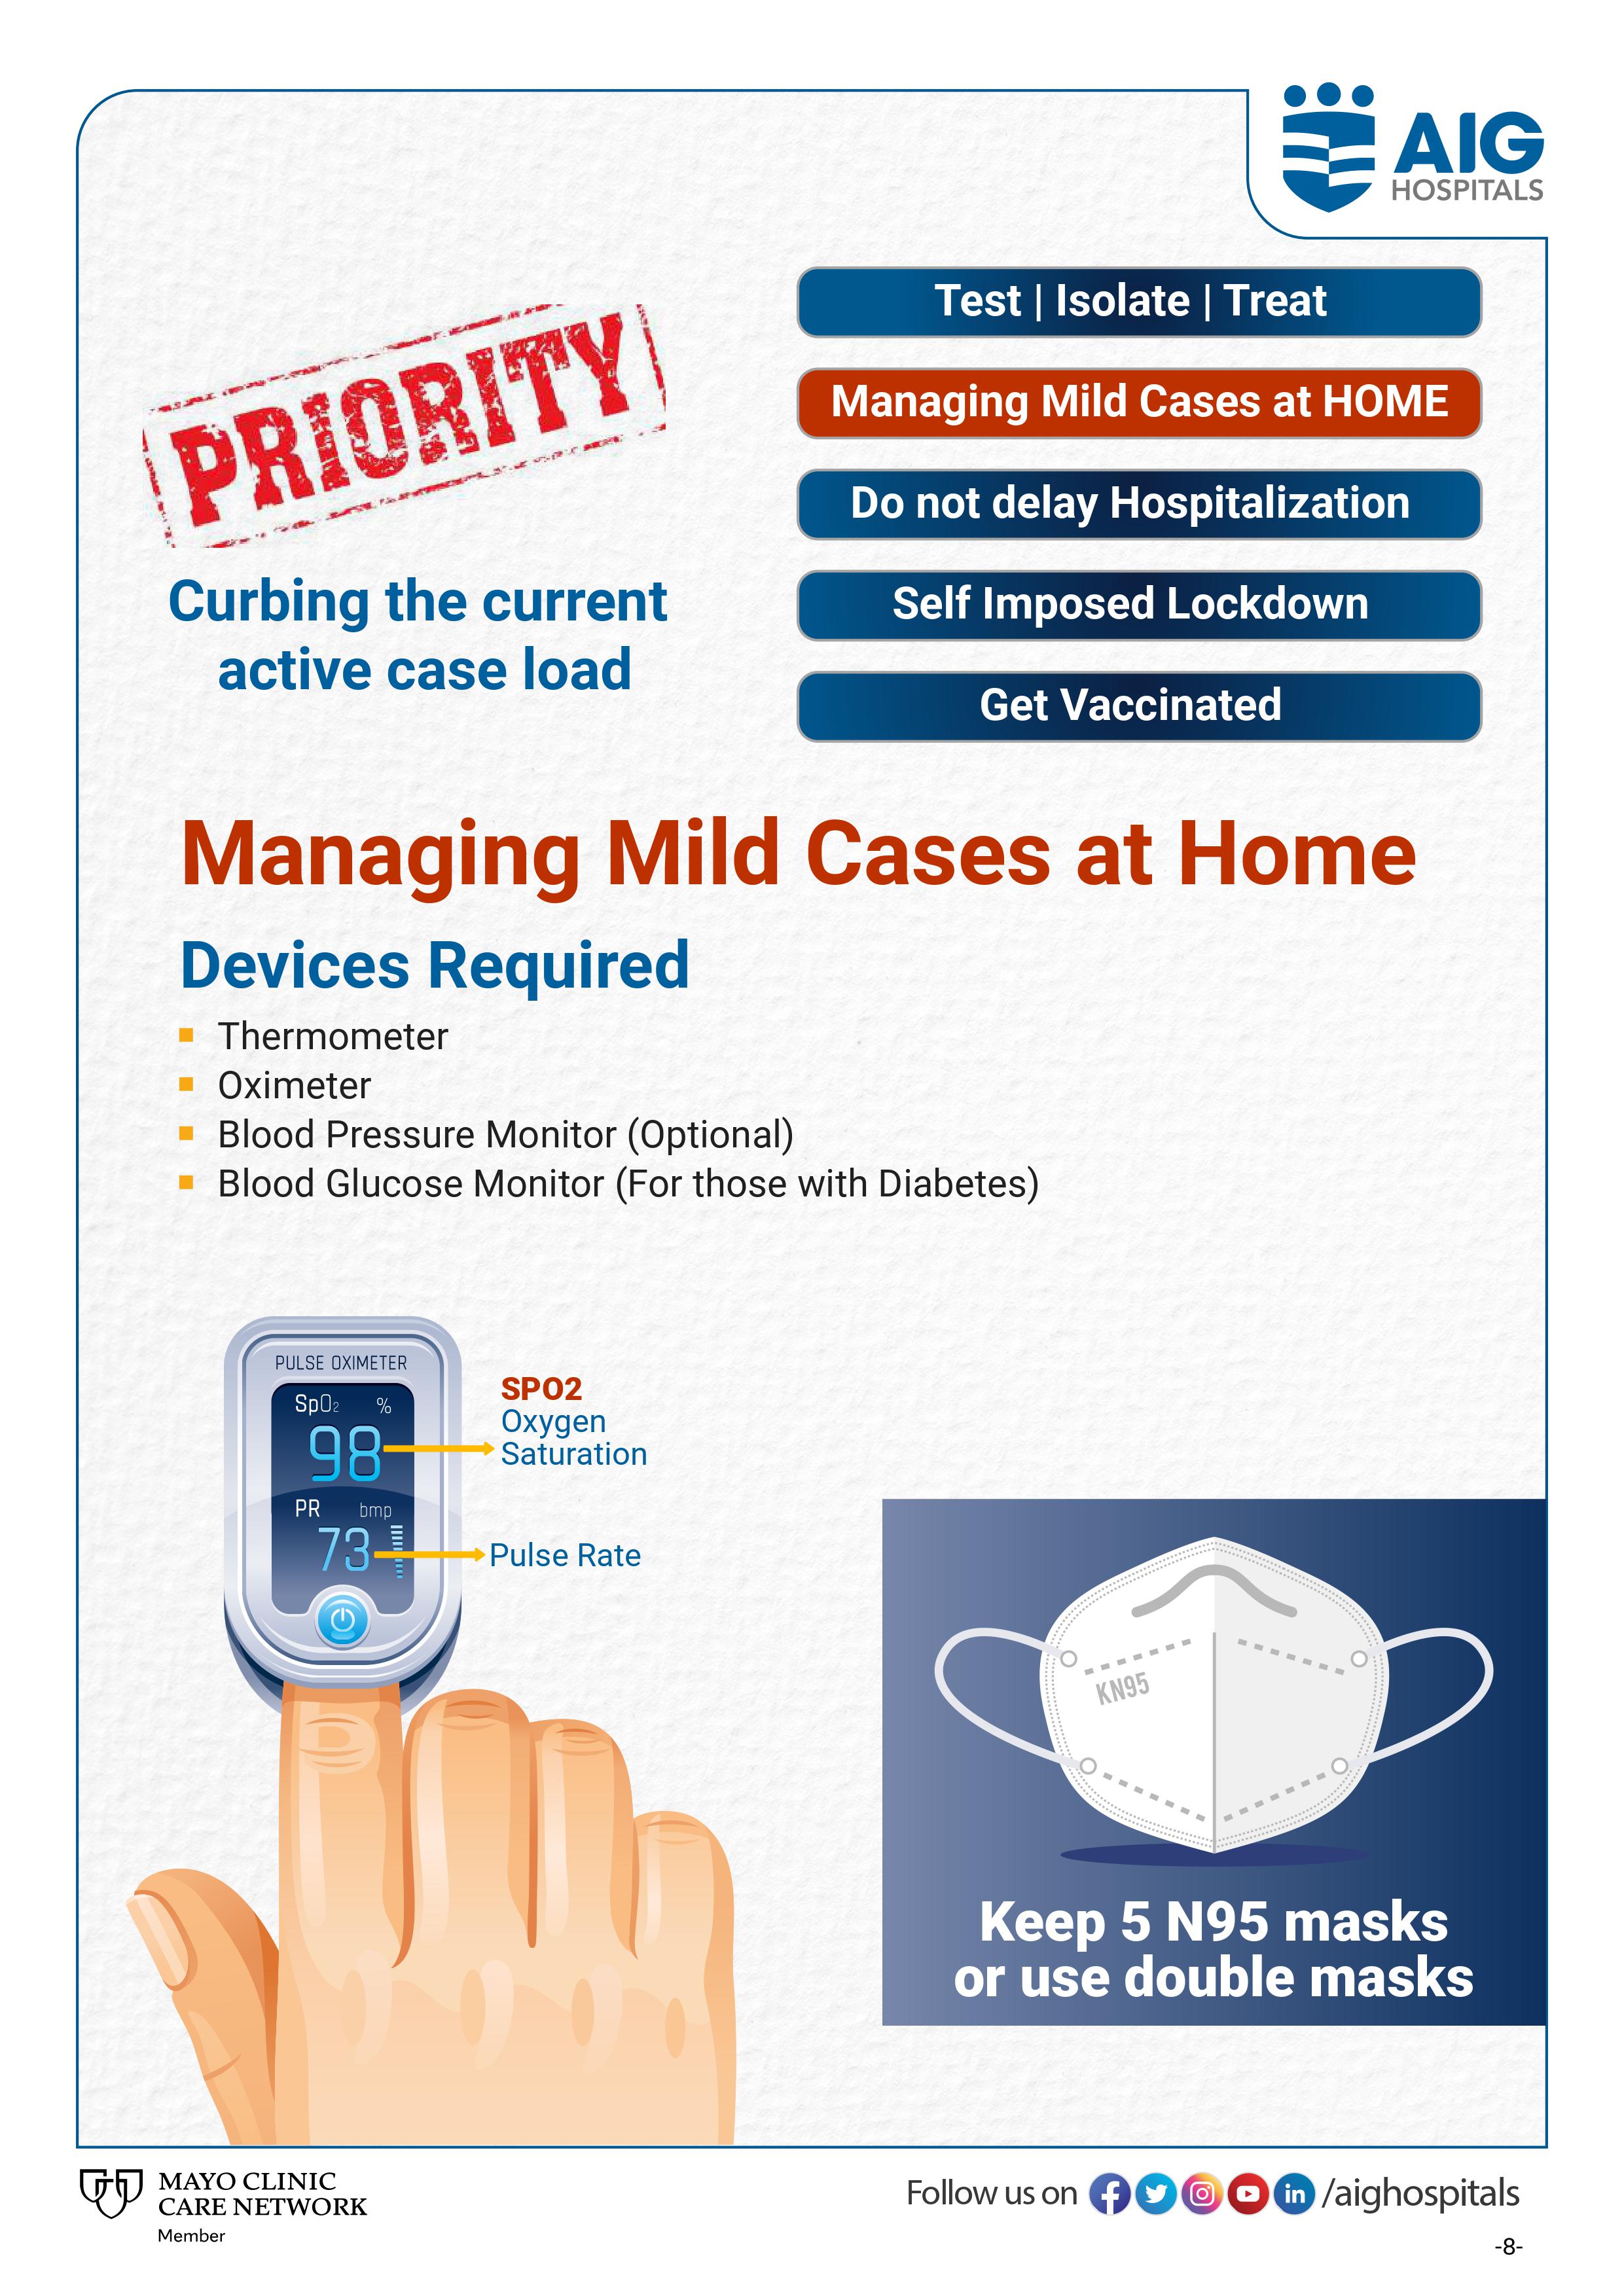 AIG
HOSPITALS
PRIORITY
Curbing the current
active case load
Test | Isolate | Treat
Managing Mild Cases at HOME
Do not delay Hospitalization
Self Imposed Lockdown
Get Vaccinated
Managing Mild Cases at Home
Devices Required
Thermometer
Oximeter
Blood Pressure Monitor (Optional)
Blood Glucose Monitor (For those with Diabetes)
PULSE OXIMETER
SpO₂ %
98
PR bmp
73
SPO2
Oxygen
Saturation
Pulse Rate
KN95
Keep 5 N95 masks
or use double masks
MAYO CLINIC
CARE NETWORK
Member
Follow us on f in /aighospitals
-8-